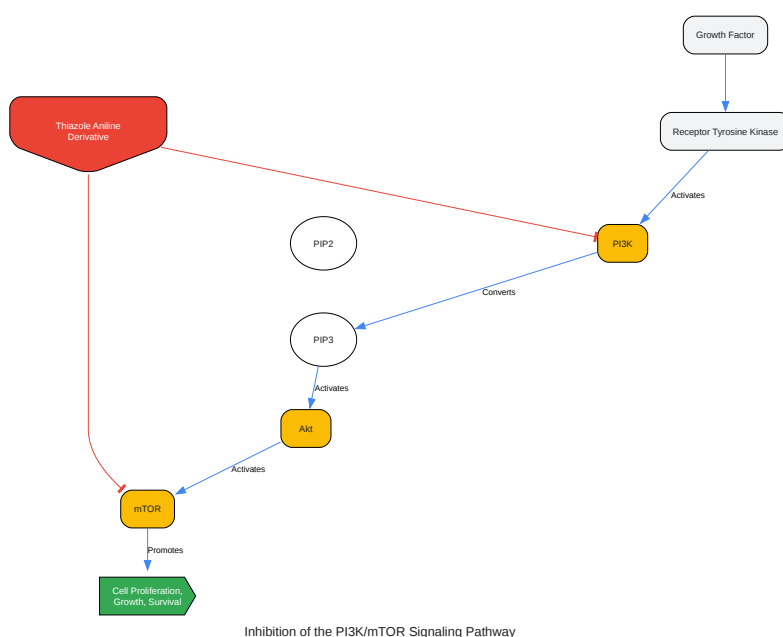 Growth Factor
Thiazole Aniline
Derivative
Receptor Tyrosine Kinase
Activates
PIP2
PI3K
Converts
PIP3
Activates
Akt
Activates
mTOR
Promotes
Cell Proliferation,
Growth, Survival
Inhibition of the PI3K/mTOR Signaling Pathway